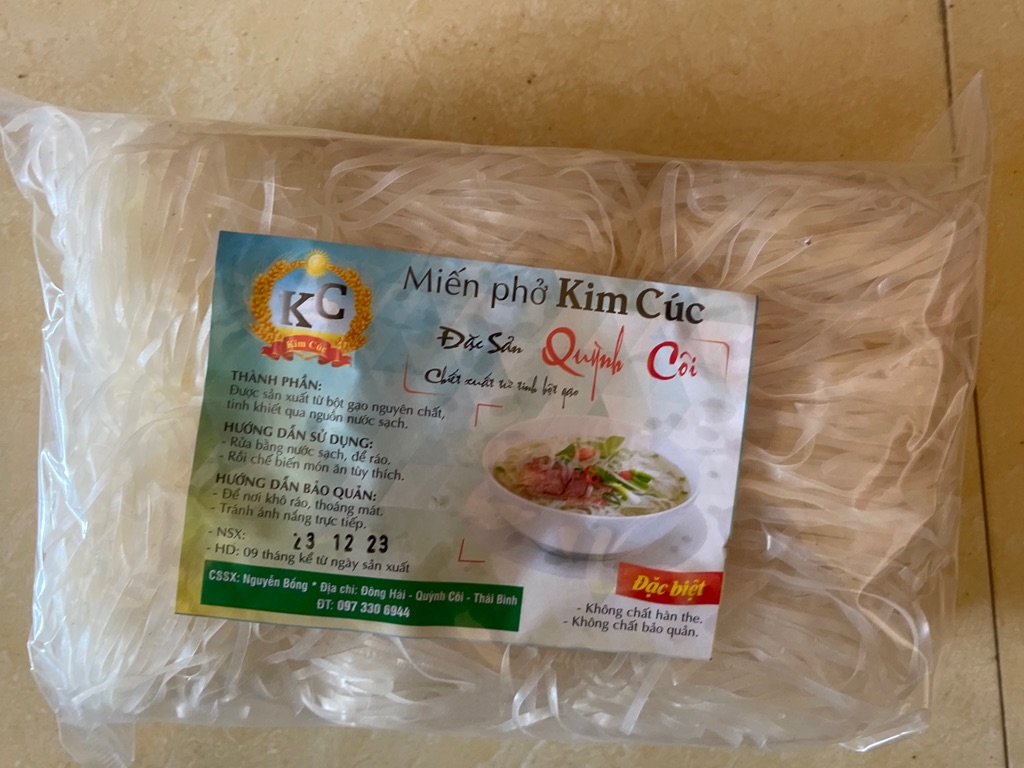 KC
Kim Cúc
Miến phở Kim Cúc
Đặc Sản Quỳnh Côi
Chiết xuất từ tinh bột gạo
THÀNH PHẦN:
Được sản xuất từ bột gạo nguyên chất,
tinh khiết qua nguồn nước sạch.
HƯỚNG DẪN SỬ DỤNG:
- Rửa bằng nước sạch, để ráo.
- Rồi chế biến món ăn tùy thích.
HƯỚNG DẪN BẢO QUẢN:
- Để nơi khô ráo, thoáng mát.
- Tránh ánh nắng trực tiếp.
- NSX: 23 12 23
- HD: 09 tháng kể từ ngày sản xuất
CSSX: Nguyễn Bống * Địa chỉ: Đông Hải - Quỳnh Côi - Thái Bình
ĐT: 097 330 6944
Đặc biệt
- Không chất hàn the.
- Không chất bảo quản.